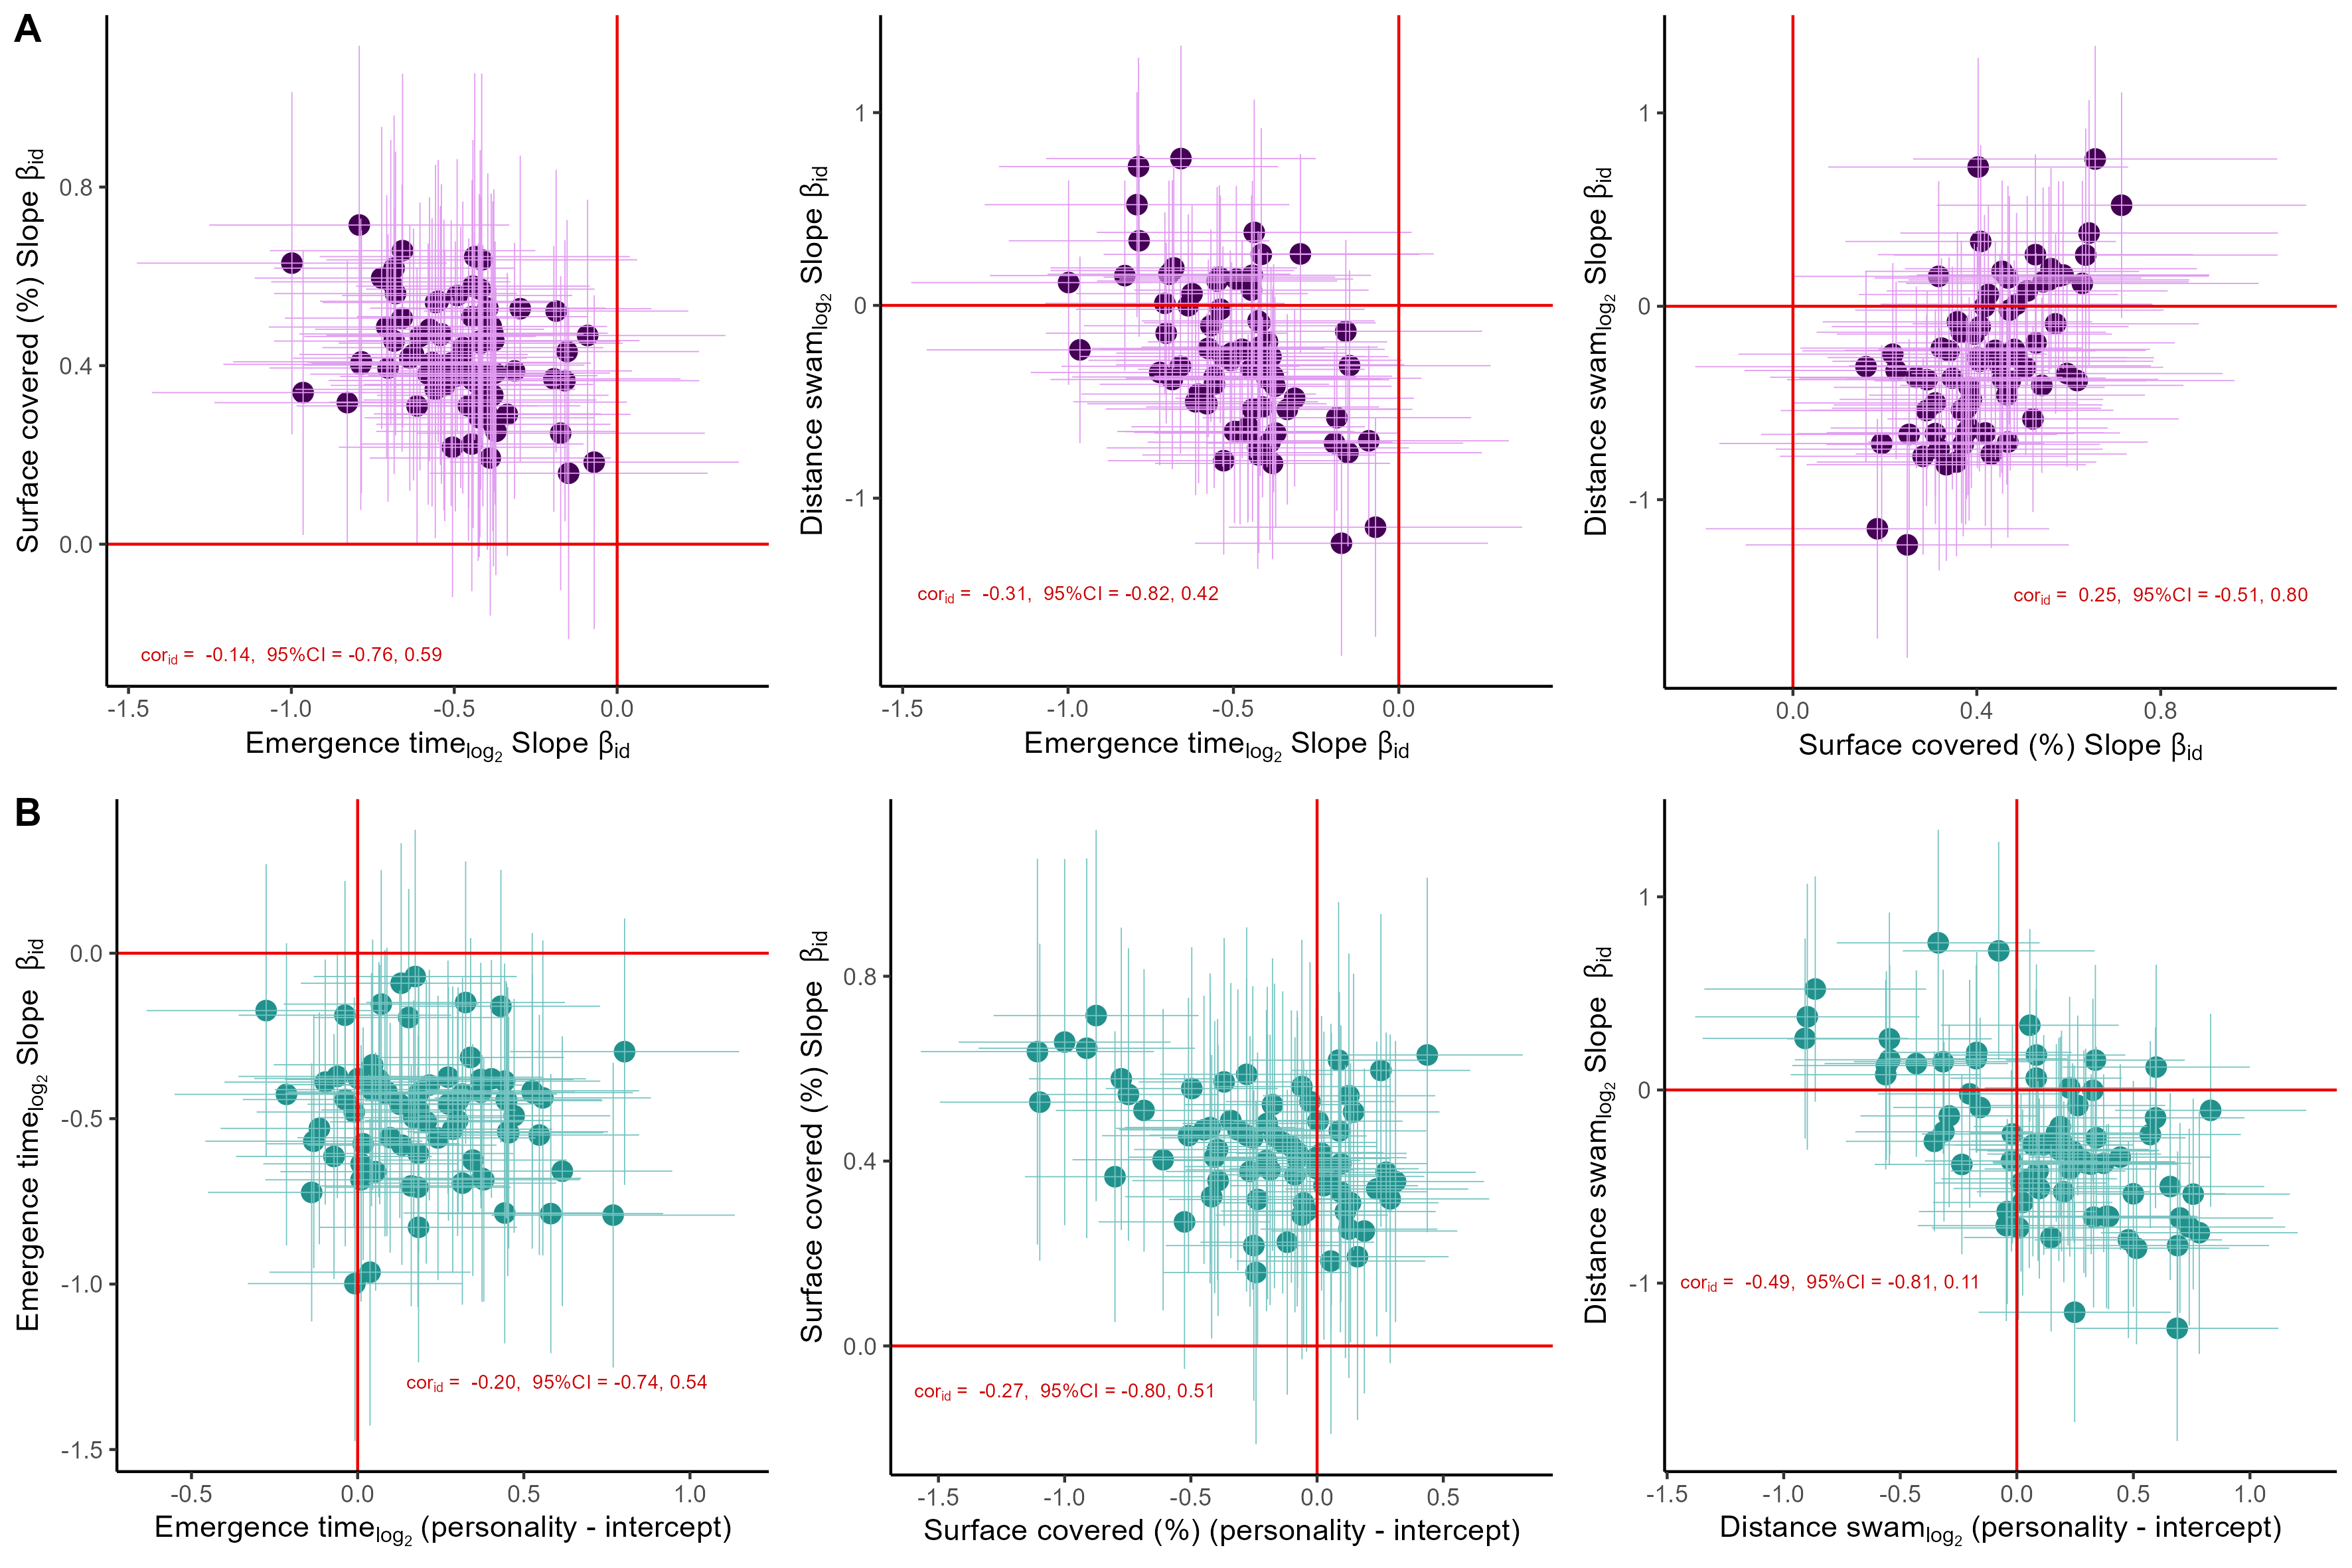 A
Surface covered (%) Slope βid
0.8
0.4
0.0
corid = -0.14, 95%CI = -0.76, 0.59
-1.5 -1.0 -0.5 0.0
Emergence timelog2 Slope βid
Distance swamlog2 Slope βid
1
0
-1
corid = -0.31, 95%CI = -0.82, 0.42
-1.5 -1.0 -0.5 0.0
Emergence timelog2 Slope βid
Distance swamlog2 Slope βid
1
0
-1
corid = 0.25, 95%CI = -0.51, 0.80
0.0 0.4 0.8
Surface covered (%) Slope βid
B
Emergence timelog2 Slope βid
0.0
-0.5
-1.0
-1.5
corid = -0.20, 95%CI = -0.74, 0.54
-0.5 0.0 0.5 1.0
Emergence timelog2 (personality - intercept)
Surface covered (%) Slope βid
0.8
0.4
0.0
corid = -0.27, 95%CI = -0.80, 0.51
-1.5 -1.0 -0.5 0.0 0.5
Surface covered (%) (personality - intercept)
Distance swamlog2 Slope βid
1
0
-1
corid = -0.49, 95%CI = -0.81, 0.11
-1.5 -1.0 -0.5 0.0 0.5 1.0
Distance swamlog2 (personality - intercept)